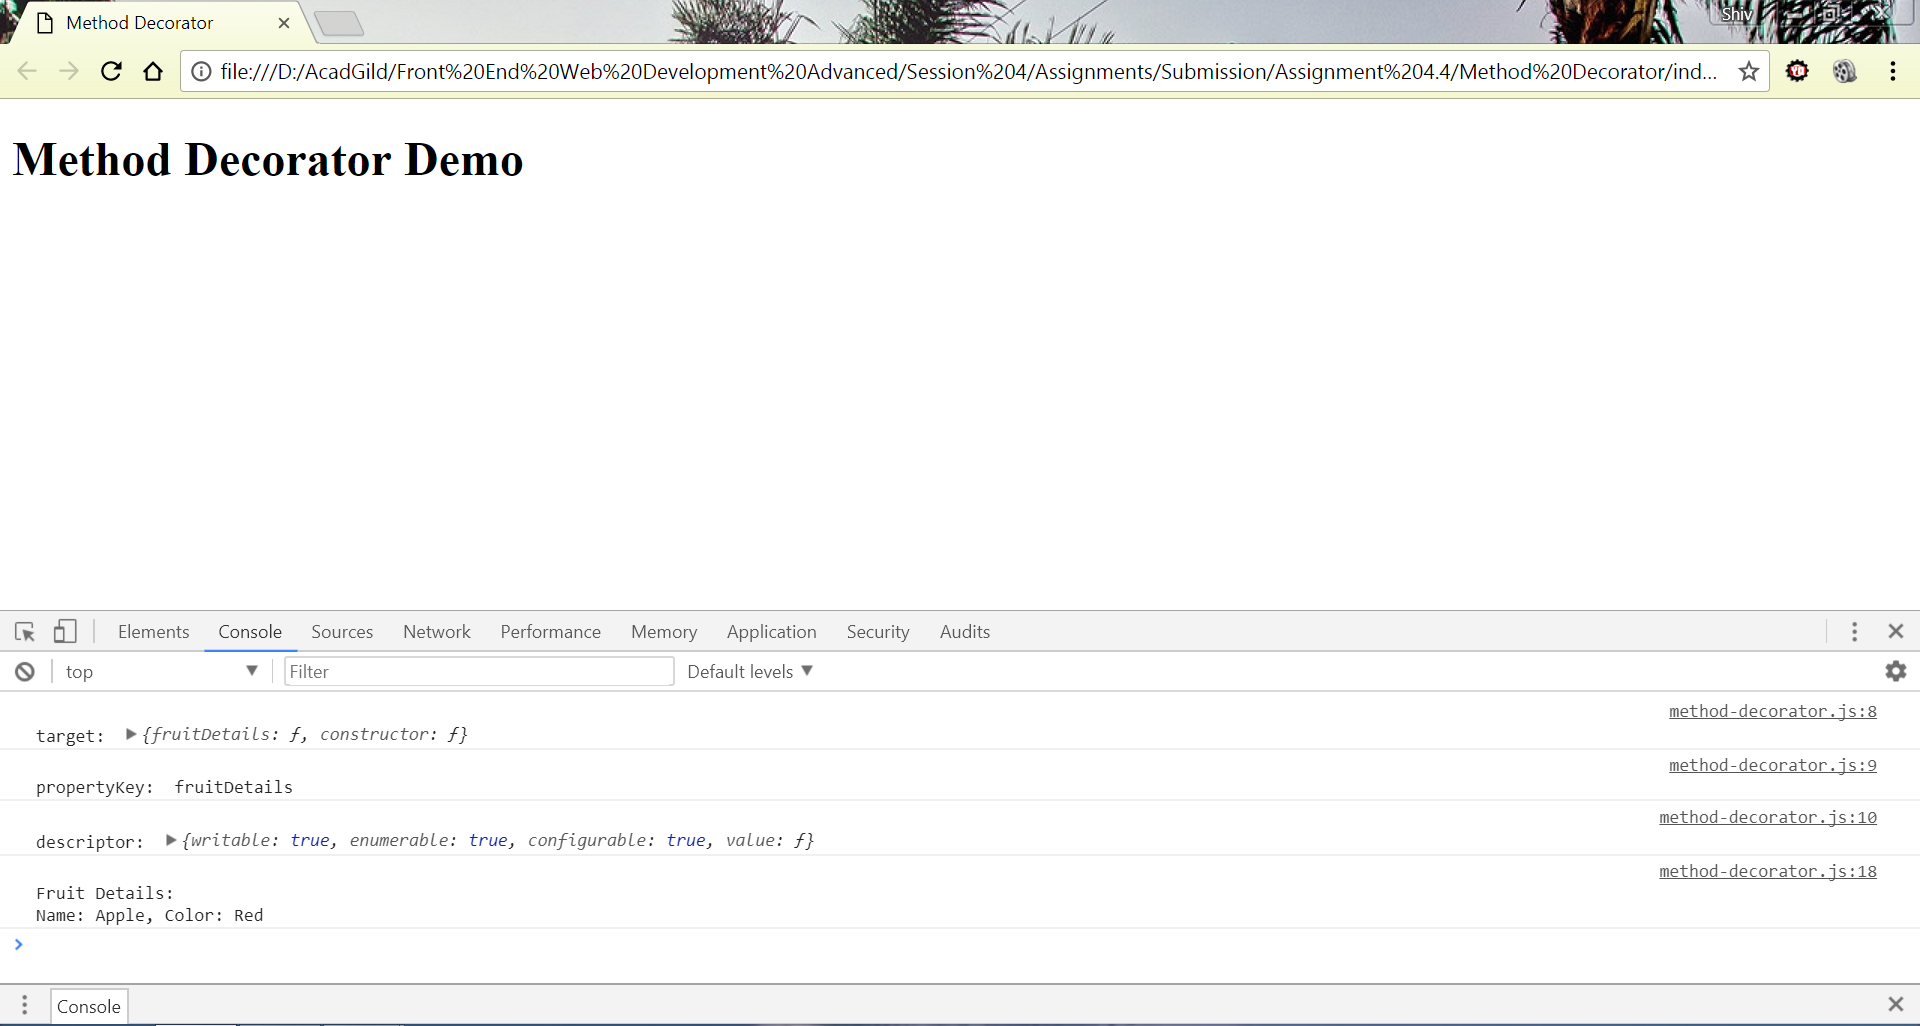 Method Decorator
Shiv
file:///D:/AcadGild/Front%20End%20Web%20Development%20Advanced/Session%204/Assignments/Submission/Assignment%204.4/Method%20Decorator/ind...
Method Decorator Demo
Elements Console Sources Network Performance Memory Application Security Audits
top Filter Default levels
method-decorator.js:8
target: {fruitDetails: ƒ, constructor: ƒ}
method-decorator.js:9
propertyKey: fruitDetails
method-decorator.js:10
descriptor: {writable: true, enumerable: true, configurable: true, value: ƒ}
method-decorator.js:18
Fruit Details:
Name: Apple, Color: Red
Console